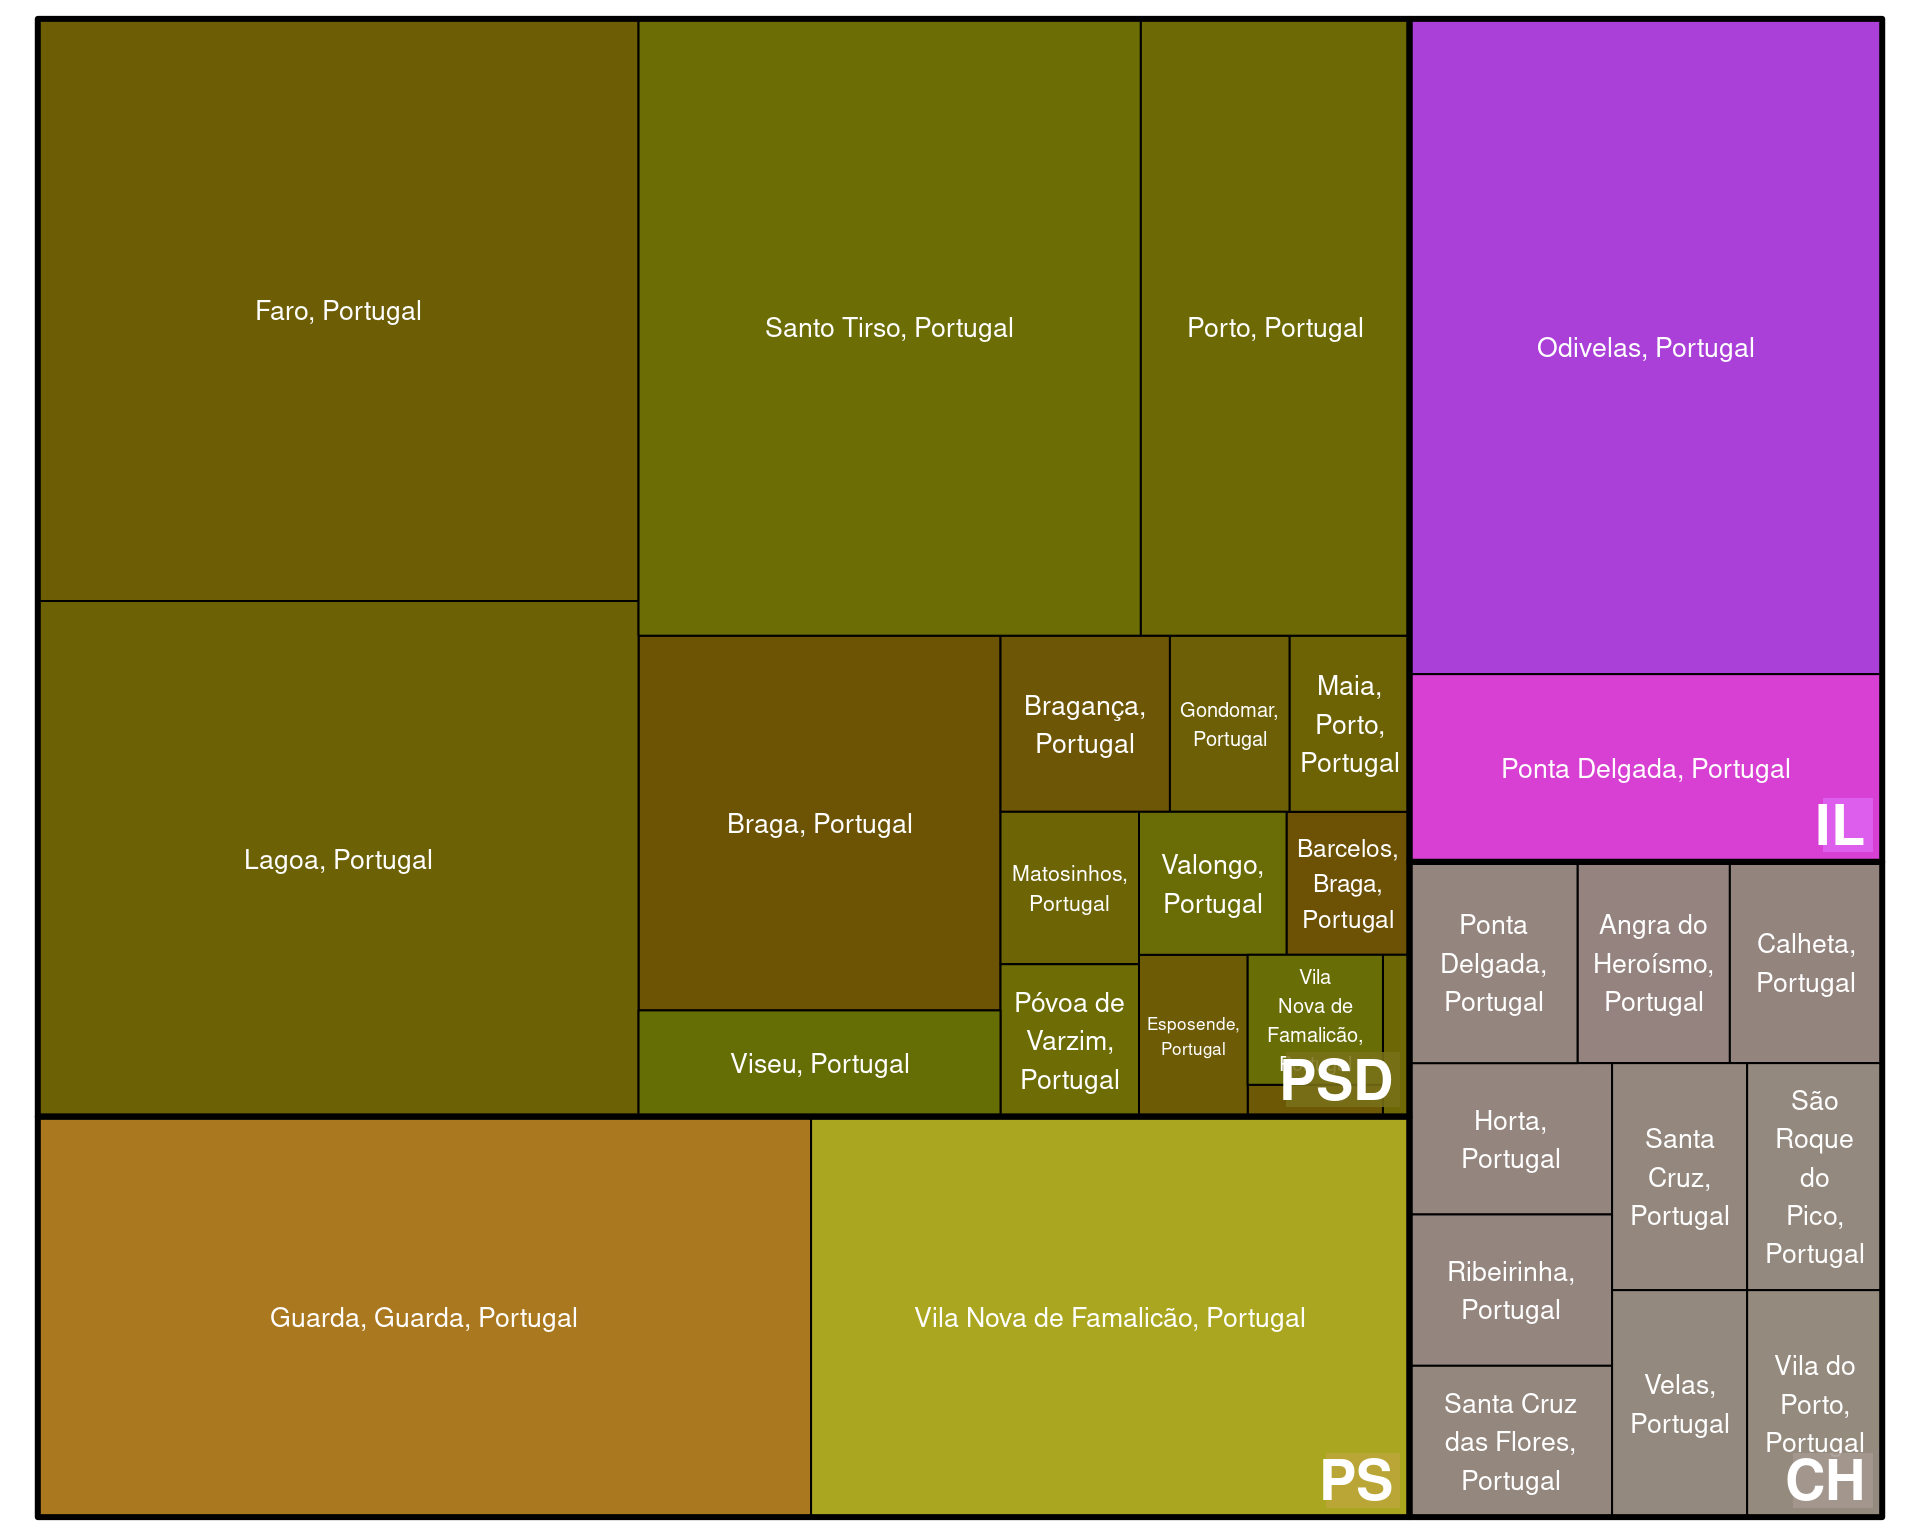 Faro, Portugal
Santo Tirso, Portugal
Porto, Portugal
Odivelas, Portugal
Lagoa, Portugal
Braga, Portugal
Bragança,
Portugal
Gondomar,
Portugal
Maia,
Porto,
Portugal
Ponta Delgada, Portugal
IL
Matosinhos,
Portugal
Valongo,
Portugal
Barcelos,
Braga,
Portugal
Viseu, Portugal
Póvoa de
Varzim,
Portugal
Esposende,
Portugal
Vila
Nova de
Famalicão,
PSD
Ponta
Delgada,
Portugal
Angra do
Heroísmo,
Portugal
Calheta,
Portugal
Horta,
Portugal
Santa
Cruz,
Portugal
São
Roque
do
Pico,
Portugal
Ribeirinha,
Portugal
Guarda, Guarda, Portugal
Vila Nova de Famalicão, Portugal
PS
Santa Cruz
das Flores,
Portugal
Velas,
Portugal
Vila do
Porto,
Portugal
CH